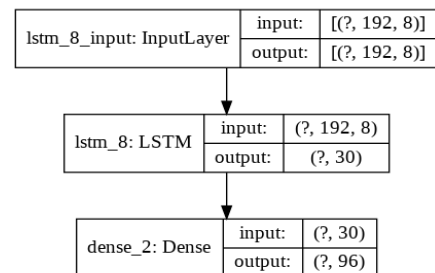 lstm_8_input: InputLayer input: [(?, 192, 8)]
output: [(?, 192, 8)]
lstm_8: LSTM input: (?, 192, 8)
output: (?, 30)
dense_2: Dense input: (?, 30)
output: (?, 96)